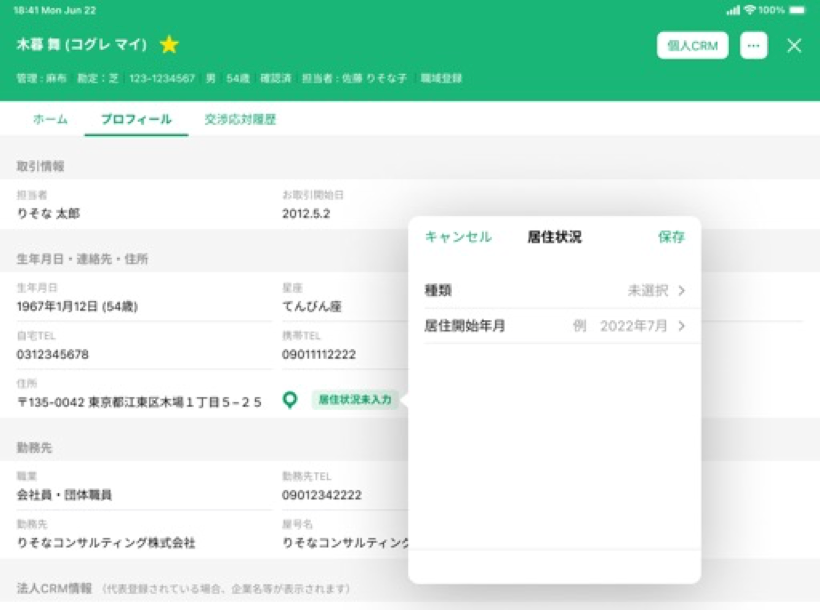 18:41 Mon Jun 22
100%
木暮 舞 (コグレ マイ)
個人CRM
管理：麻布 勘定：芝 123-1234567 男 54歳 確認済 担当者：佐藤 りそな子 職域登録
ホーム プロフィール 交渉応対履歴
取引情報
担当者 お取引開始日
りそな 太郎 2012.5.2
生年月日・連絡先・住所
生年月日 星座
1967年1月12日 (54歳) てんびん座
自宅TEL 携帯TEL
0312345678 09011112222
住所
〒135-0042 東京都江東区木場１丁目５−２５ 居住状況未入力
勤務先
職業 勤務先TEL
会社員・団体職員 09012342222
勤務先 屋号名
りそなコンサルティング株式会社 りそなコンサルティング
法人CRM情報 （代表登録されている場合、企業名等が表示されます）
キャンセル 居住状況 保存
種類 未選択
居住開始年月 例 2022年7月